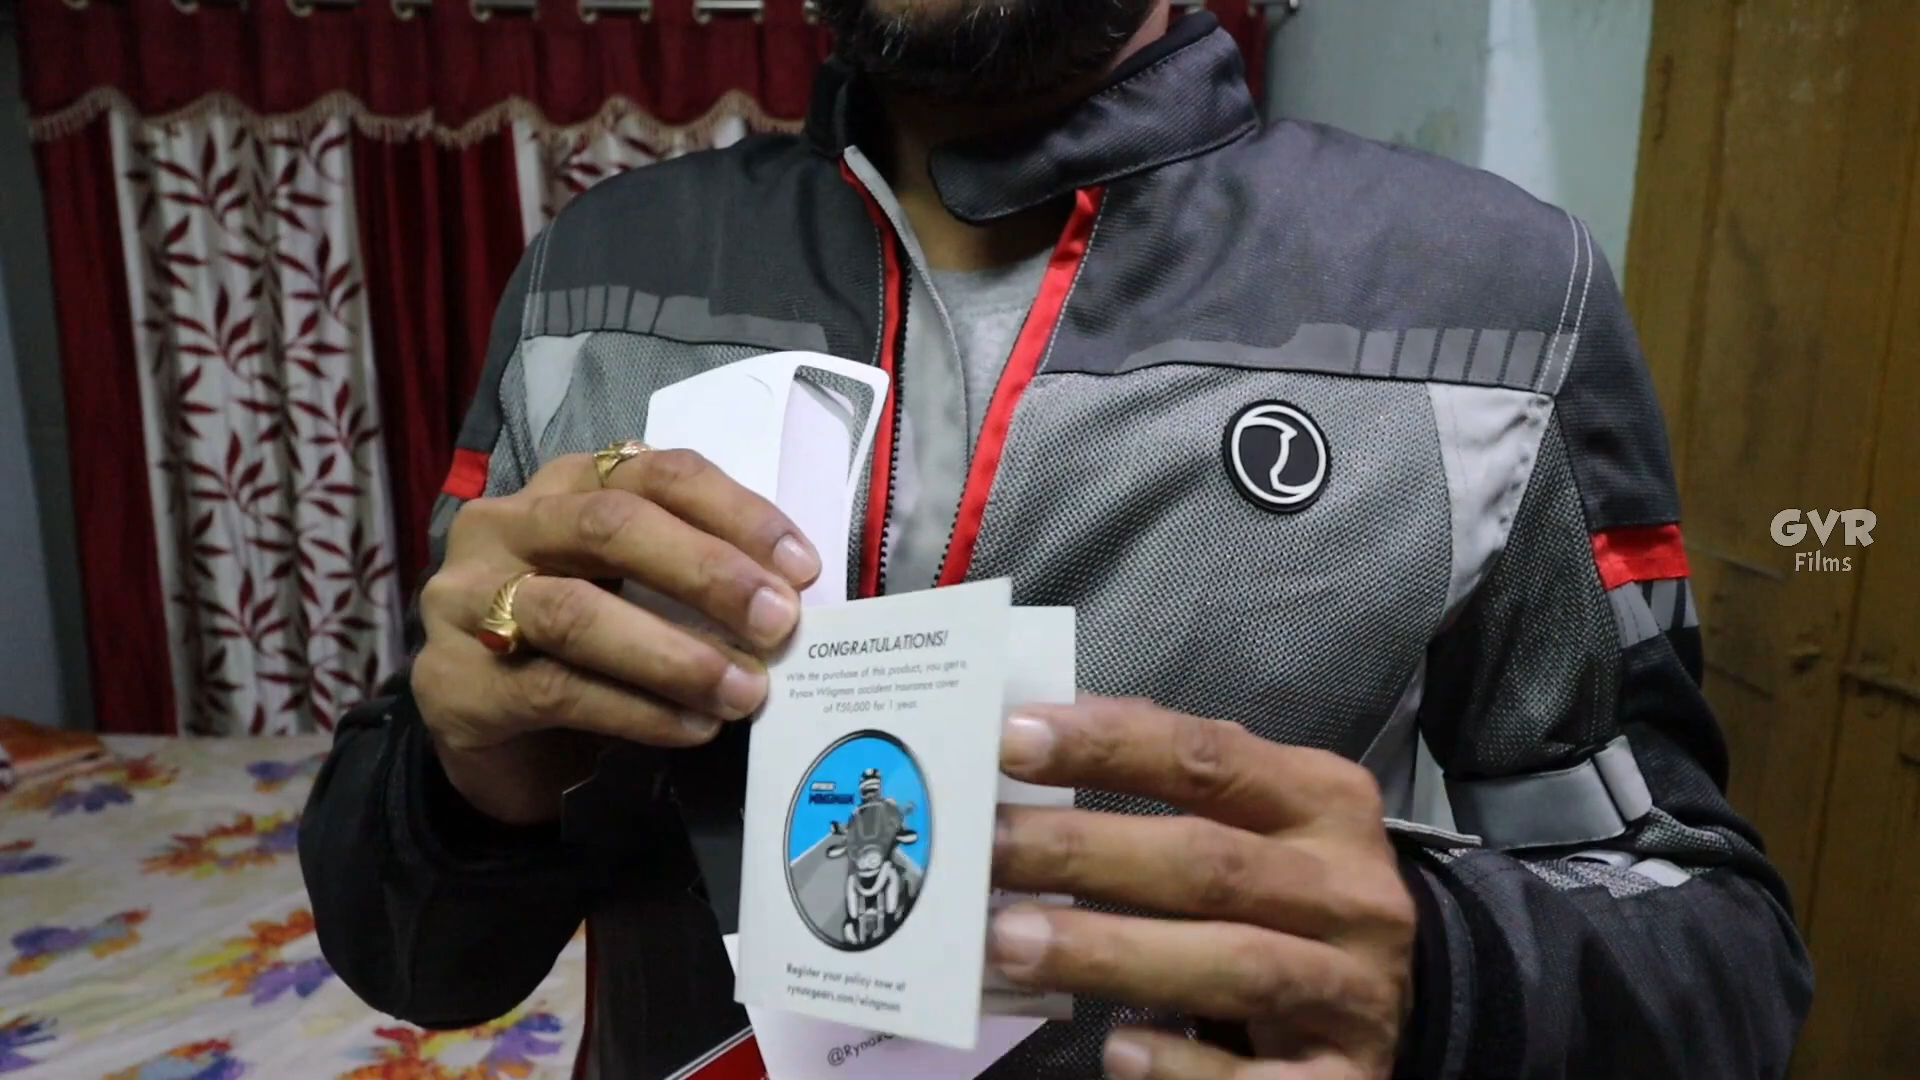 GVR
Films
CONGRATULATIONS!
With the purchase of this product, you get a
Rynox Wingman accident insurance cover
of ₹50,000 for 1 year.
WINGMAN
Register your policy now at
rynoxgears.com/wingman